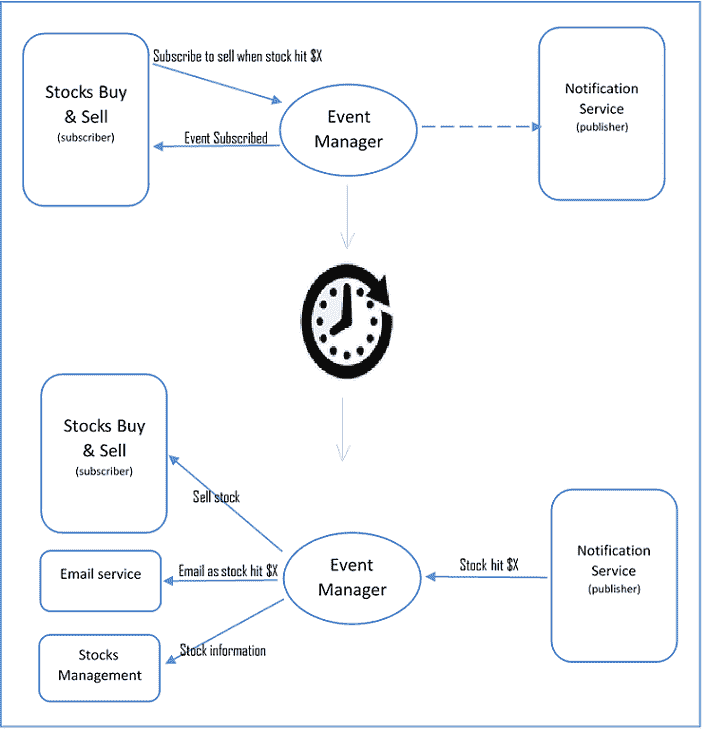 Subscribe to sell when stock hit $X
Stocks Buy
& Sell
(subscriber)
Event Subscribed
Event
Manager
Notification
Service
(publisher)
Stocks Buy
& Sell
(subscriber)
Sell stock
Email service
Email as stock hit $X
Event
Manager
Stock hit $X
Notification
Service
(publisher)
Stock information
Stocks
Management